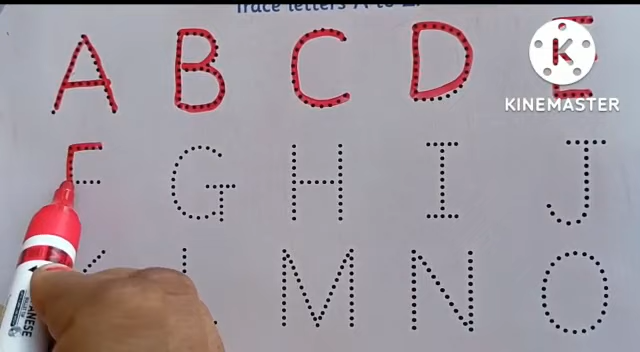 Trace letters A to Z.
A B C D E
K
KINEMASTER
F G H I J
M N O